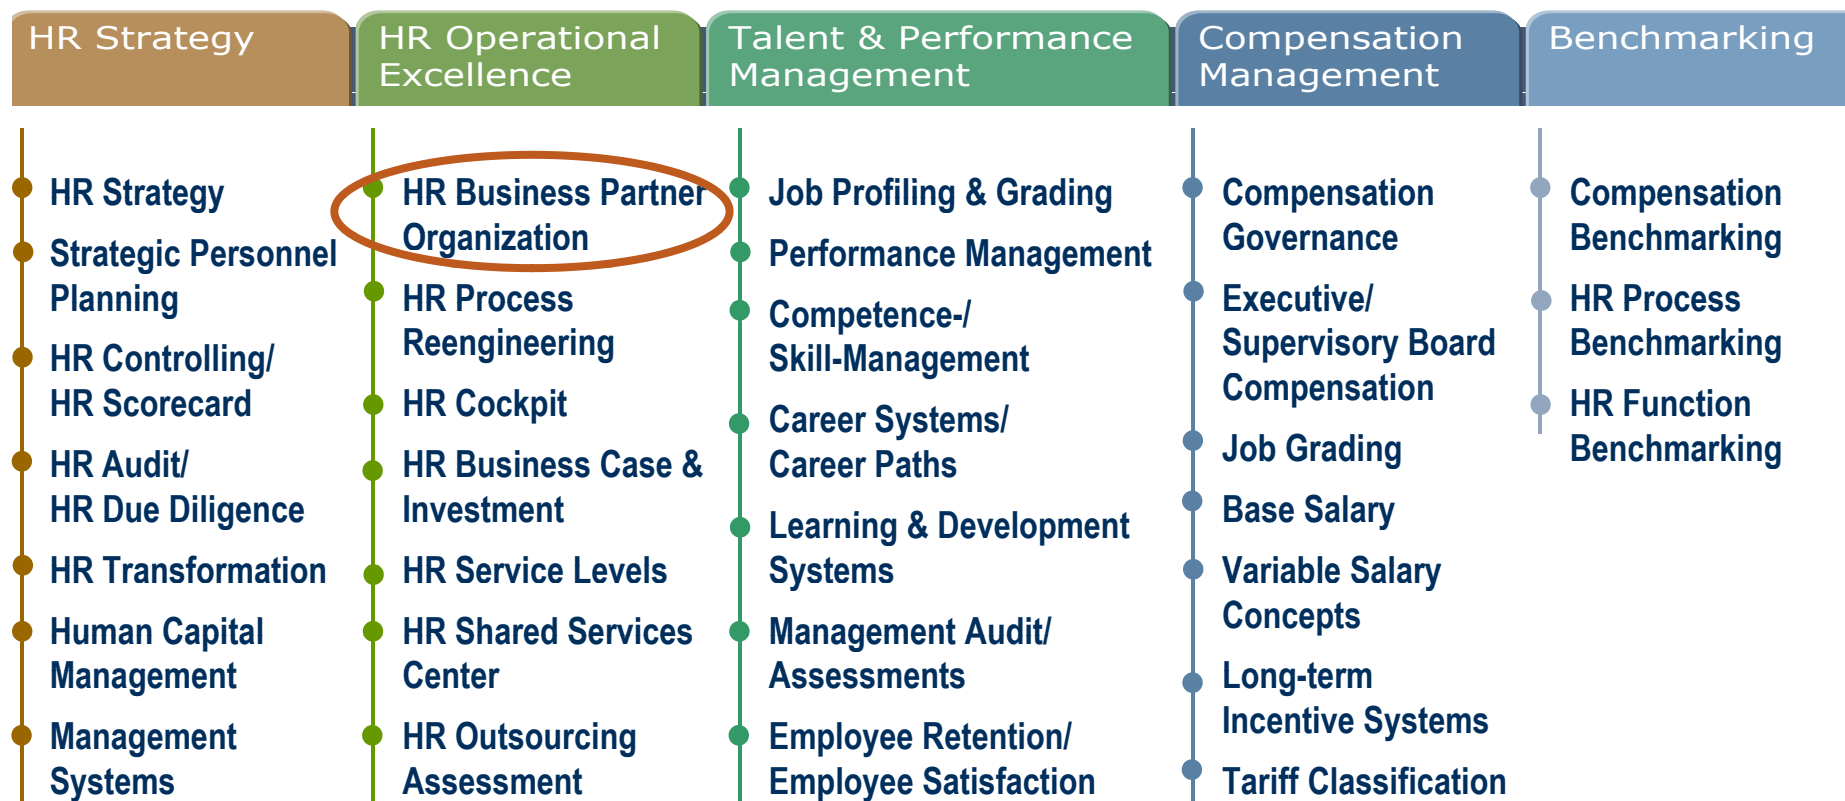 HR Strategy
HR Operational
Excellence
Talent & Performance
Management
Compensation
Management
Benchmarking
HR Strategy
Strategic Personnel
Planning
HR Controlling/
HR Scorecard
HR Audit/
HR Due Diligence
HR Transformation
Human Capital
Management
Management
Systems
HR Business Partner
Organization
HR Process
Reengineering
HR Cockpit
HR Business Case &
Investment
HR Service Levels
HR Shared Services
Center
HR Outsourcing
Assessment
Job Profiling & Grading
Performance Management
Competence-/
Skill-Management
Career Systems/
Career Paths
Learning & Development
Systems
Management Audit/
Assessments
Employee Retention/
Employee Satisfaction
Compensation
Governance
Executive/
Supervisory Board
Compensation
Job Grading
Base Salary
Variable Salary
Concepts
Long-term
Incentive Systems
Tariff Classification
Compensation
Benchmarking
HR Process
Benchmarking
HR Function
Benchmarking